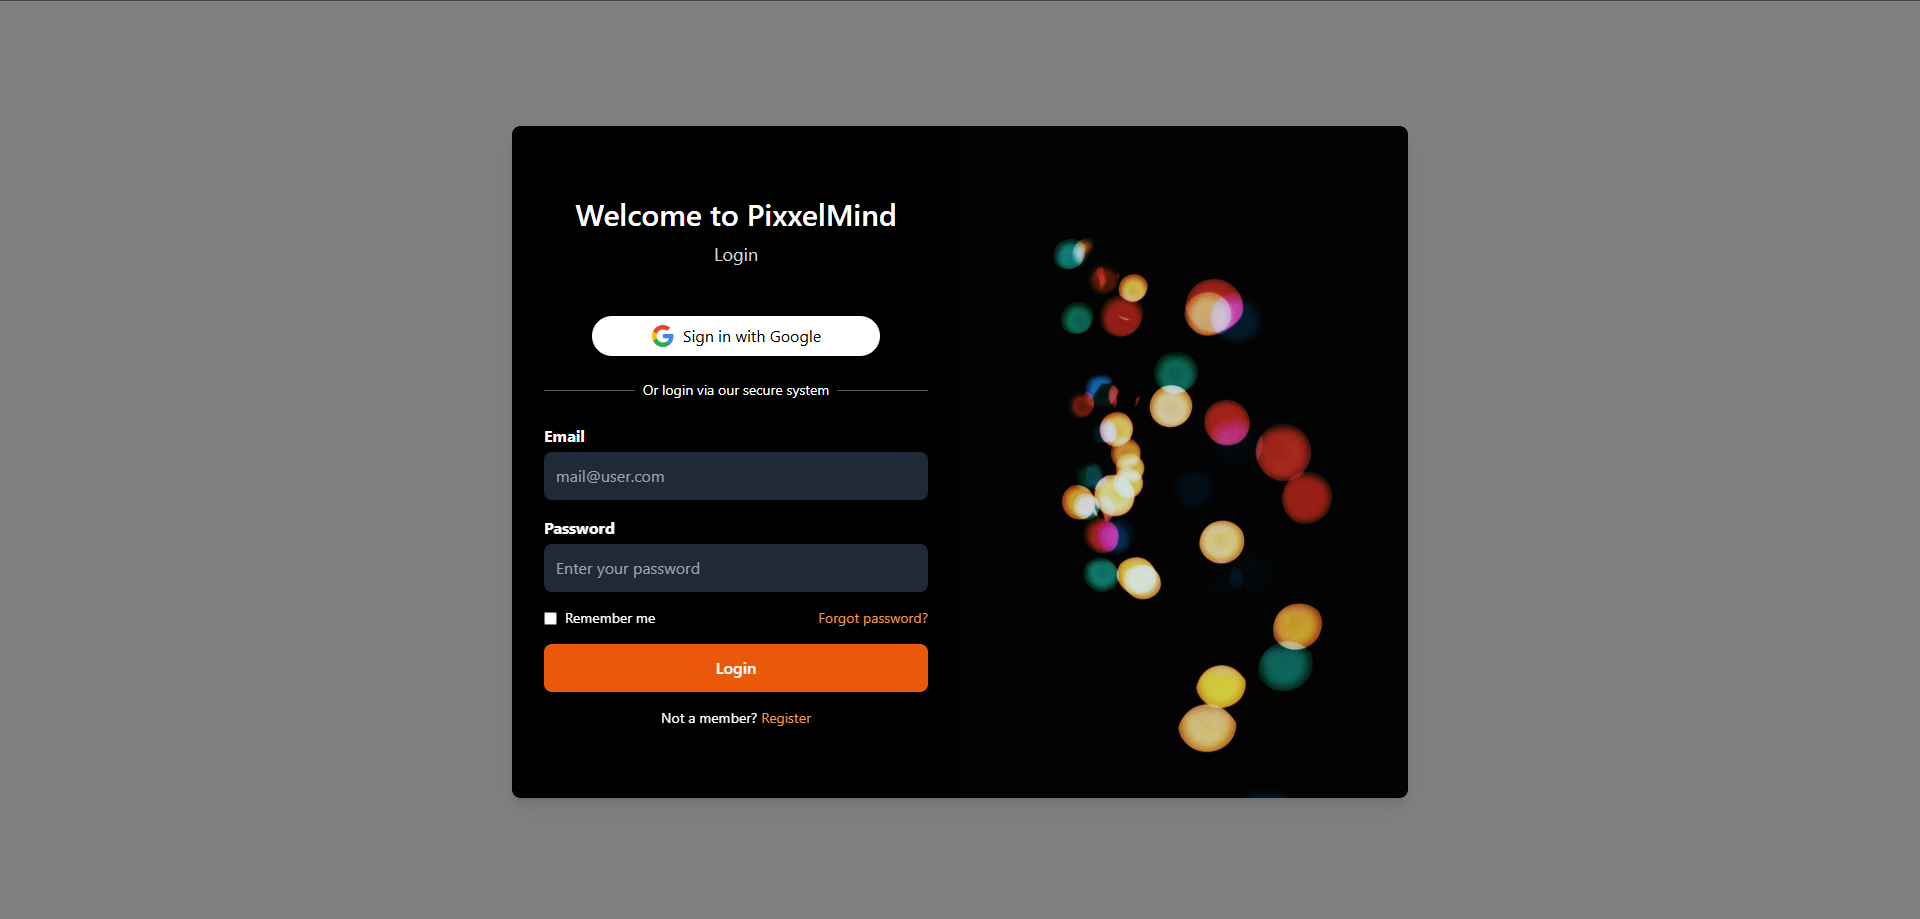 Welcome to PixxelMind
Login
Sign in with Google
Or login via our secure system
Email
mail@user.com
Password
Enter your password
Remember me
Forgot password?
Login
Not a member? Register